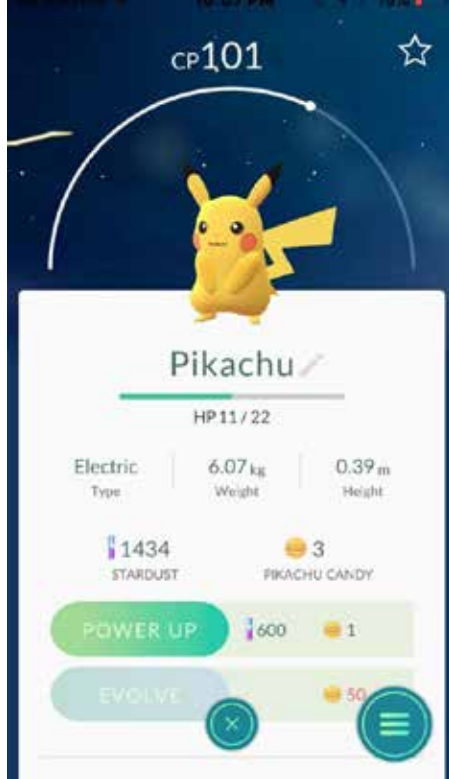 CP101
Pikachu
HP 11 / 22
Electric 6.07 kg 0.39 m
Type Weight Height
1434 3
STARDUST PIKACHU CANDY
POWER UP 600 1
EVOLVE 50